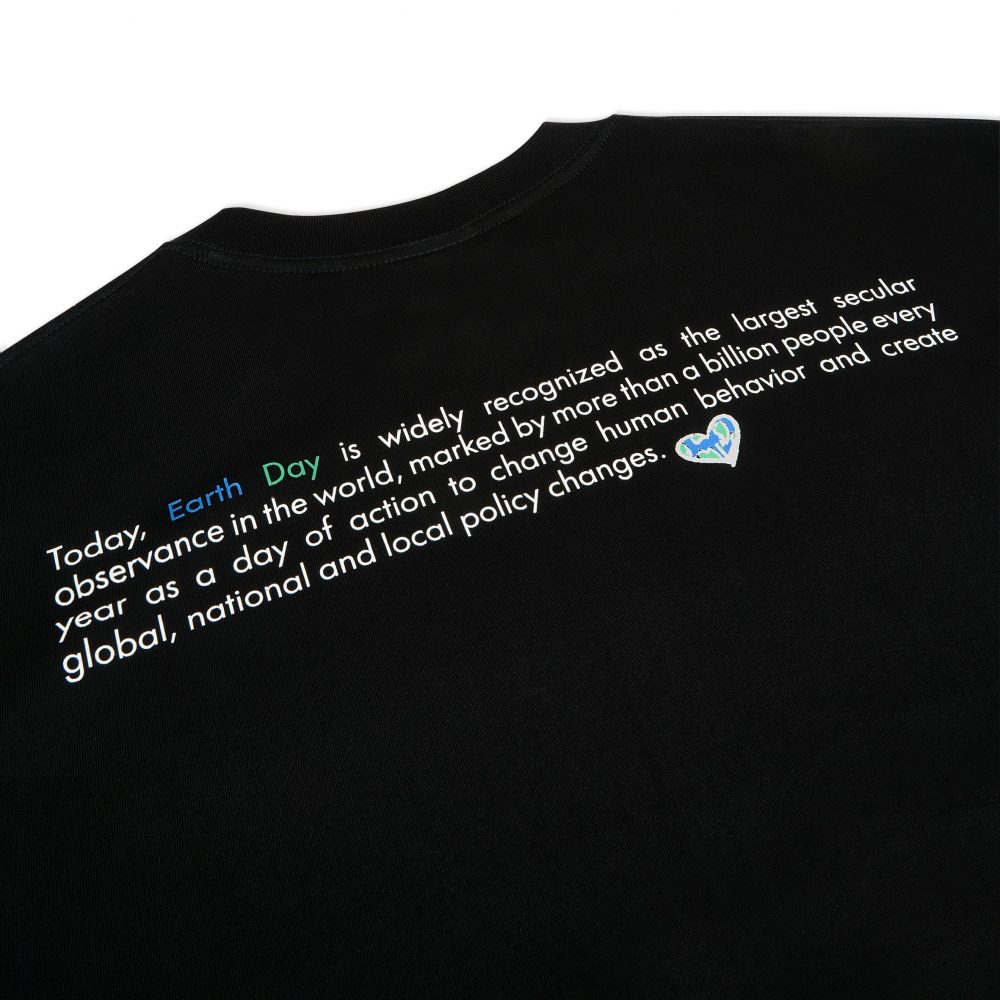 Today, Earth Day is widely recognized as the largest secular
observance in the world, marked by more than a billion people every
year as a day of action to change human behavior and create
global, national and local policy changes.